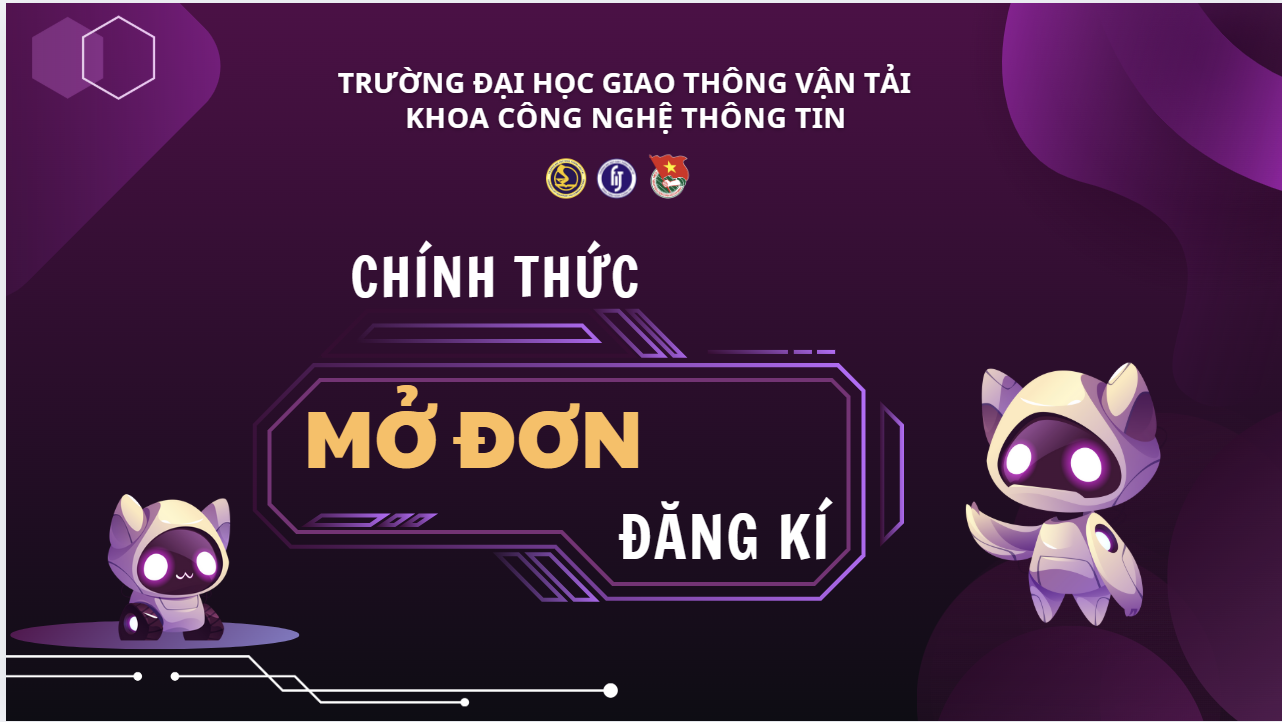 TRƯỜNG ĐẠI HỌC GIAO THÔNG VẬN TẢI
KHOA CÔNG NGHỆ THÔNG TIN
CHÍNH THỨC
MỞ ĐƠN
ĐĂNG KÍ